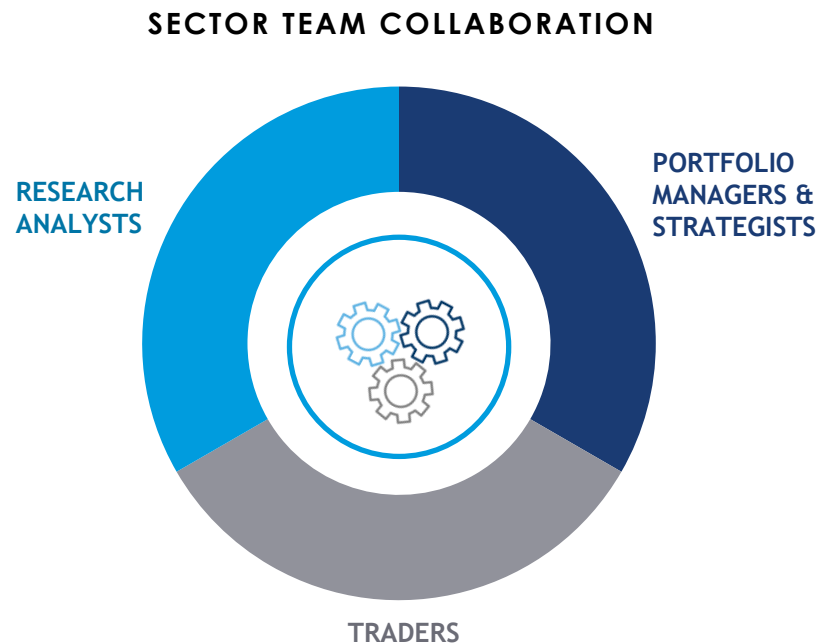 SECTOR TEAM COLLABORATION
RESEARCH
ANALYSTS
PORTFOLIO
MANAGERS &
STRATEGISTS
TRADERS